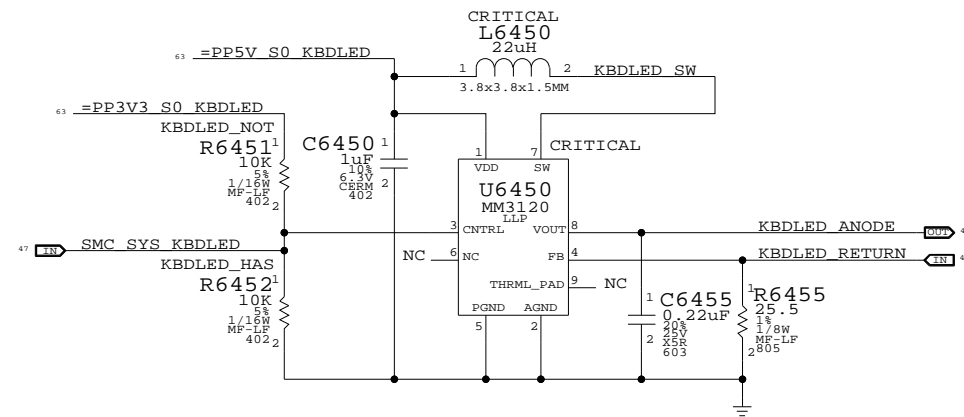 CRITICAL
L6450
22uH
63 =PP5V_S0_KBDLED
1 2 KBDLED_SW
3.8x3.8x1.5MM
63 =PP3V3_S0_KBDLED
KBDLED_NOT
R6451 1
10K
5%
1/16W
MF-LF
402 2
C6450 1
1uF
10%
6.3V
CERM
402
2
1 7 CRITICAL
VDD SW
U6450
MM3120
LLP
3 CNTRL VOUT 8 KBDLED_ANODE OUT 4
47 IN SMC_SYS_KBDLED
NC 6 NC FB 4 KBDLED_RETURN IN 4
KBDLED_HAS
R6452 1
10K
5%
1/16W
MF-LF
402 2
THRML_PAD 9 NC
PGND AGND
5 2
1 C6455
0.22uF
20%
25V
2 X5R
603
1 R6455
25.5
1%
1/8W
MF-LF
2 805